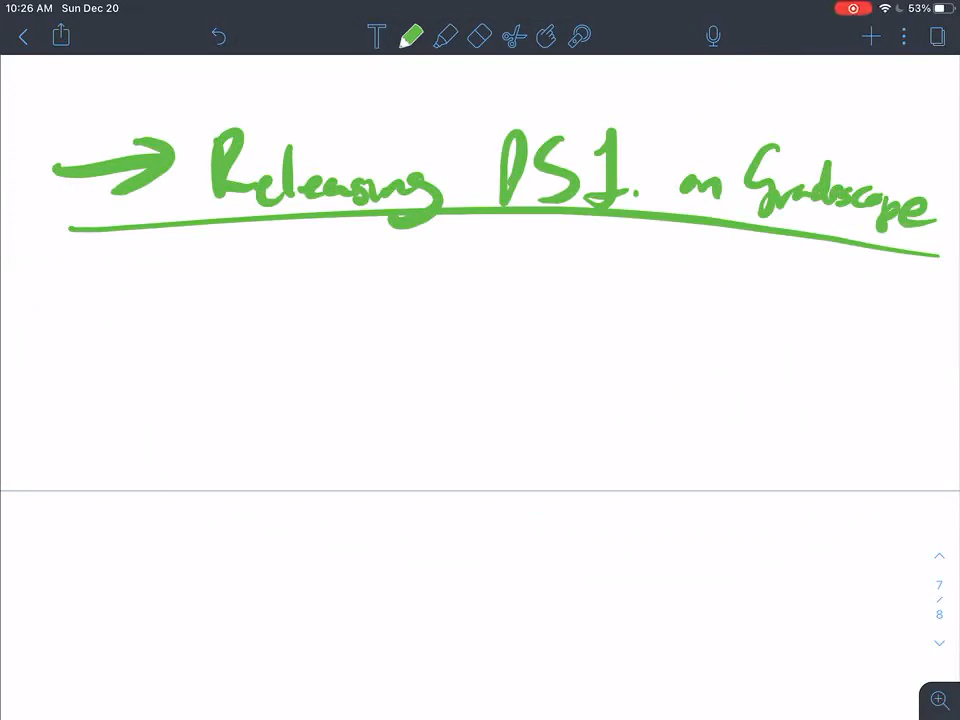 10:26 AM Sun Dec 20
53%
T
→ Releasing PS1. on Gradescope
7
/
8